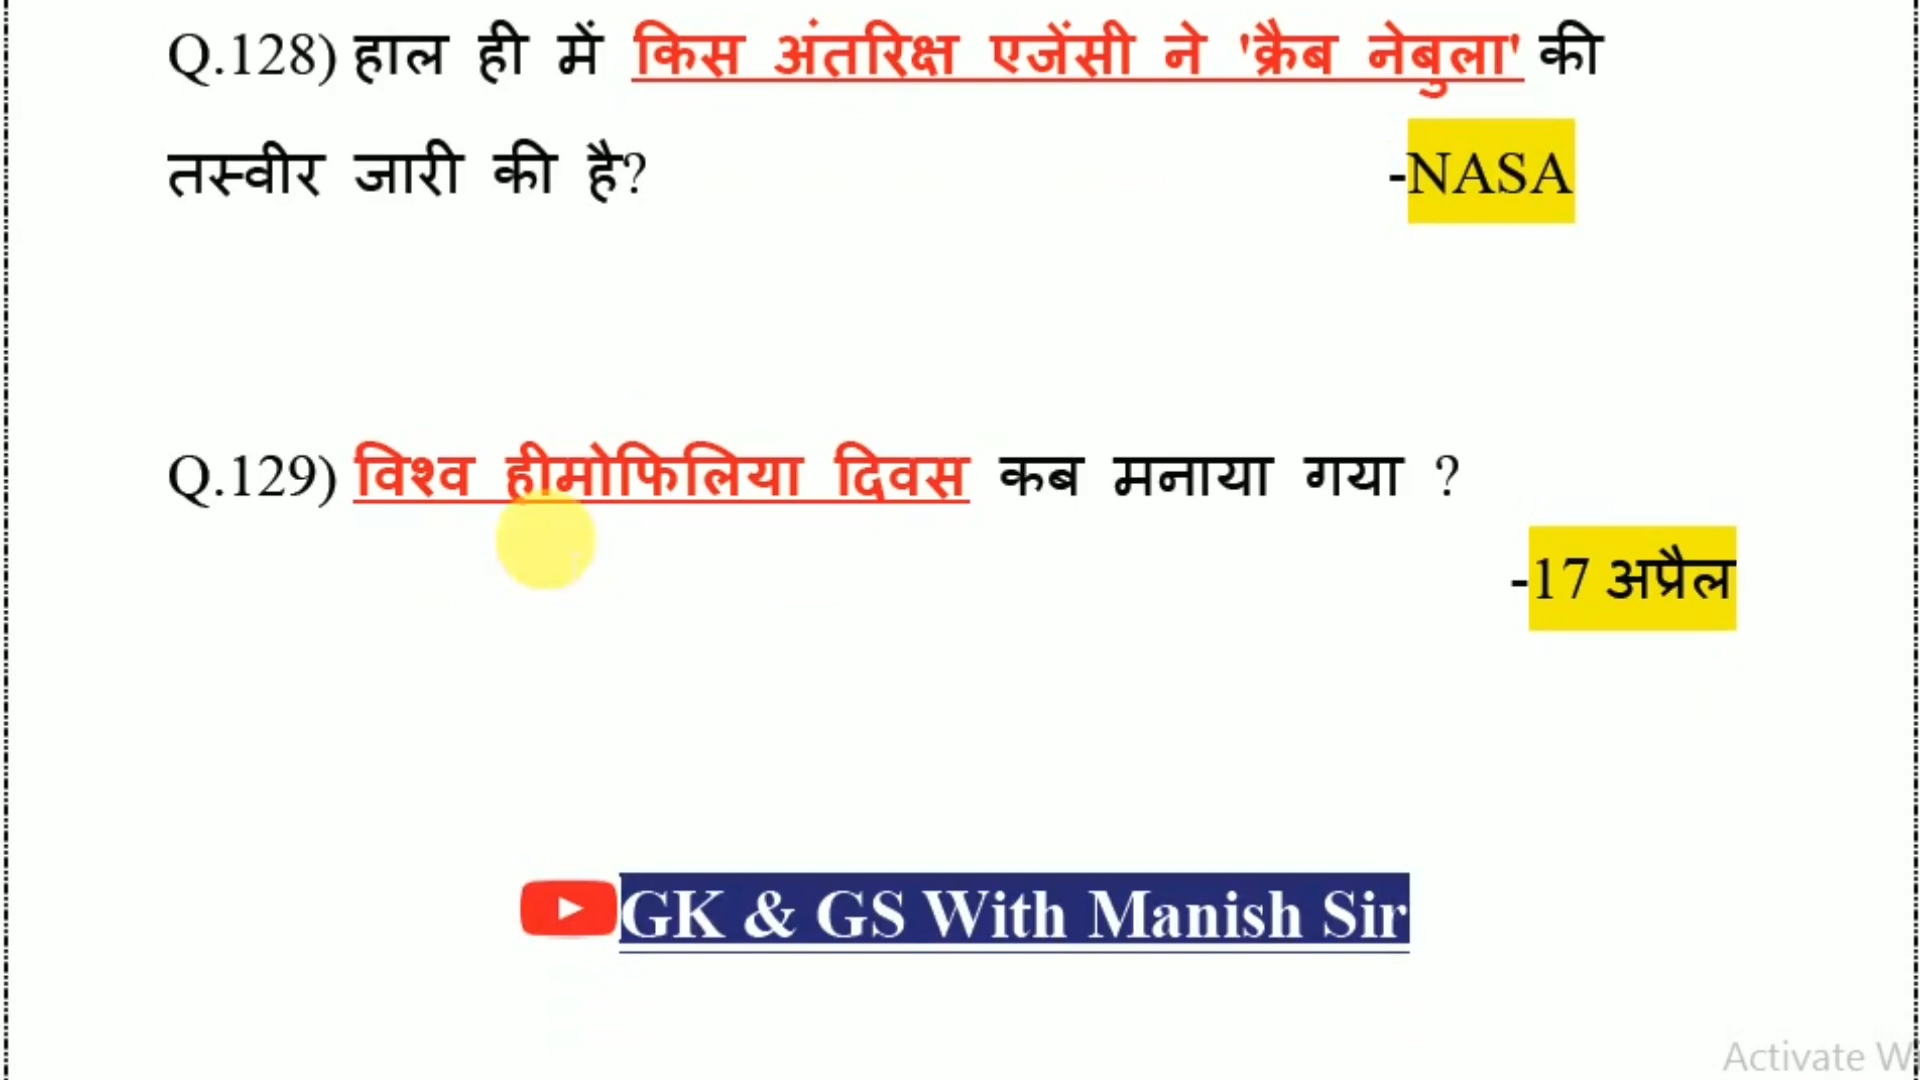 Q.128) हाल ही में किस अंतरिक्ष एजेंसी ने 'क्रैब नेबुला' की
तस्वीर जारी की है? -NASA
Q.129) विश्व हीमोफिलिया दिवस कब मनाया गया ?
-17 अप्रैल
GK & GS With Manish Sir
Activate W